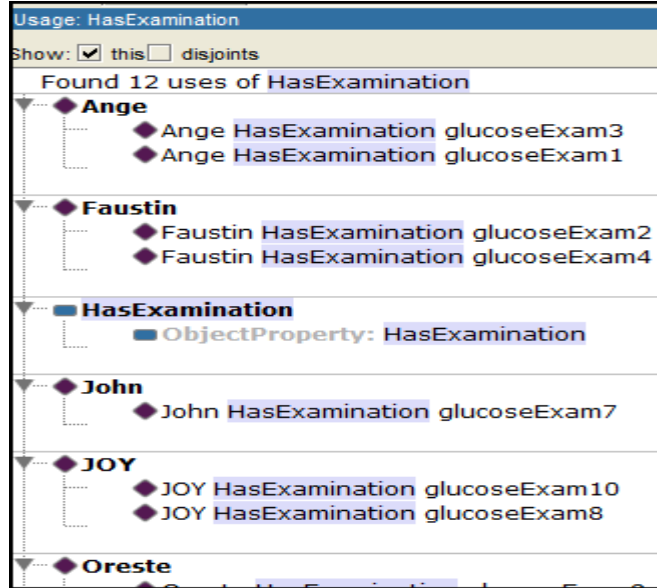 Usage: HasExamination
Show: this disjoints
Found 12 uses of HasExamination
Ange
Ange HasExamination glucoseExam3
Ange HasExamination glucoseExam1
Faustin
Faustin HasExamination glucoseExam2
Faustin HasExamination glucoseExam4
HasExamination
ObjectProperty: HasExamination
John
John HasExamination glucoseExam7
JOY
JOY HasExamination glucoseExam10
JOY HasExamination glucoseExam8
Oreste